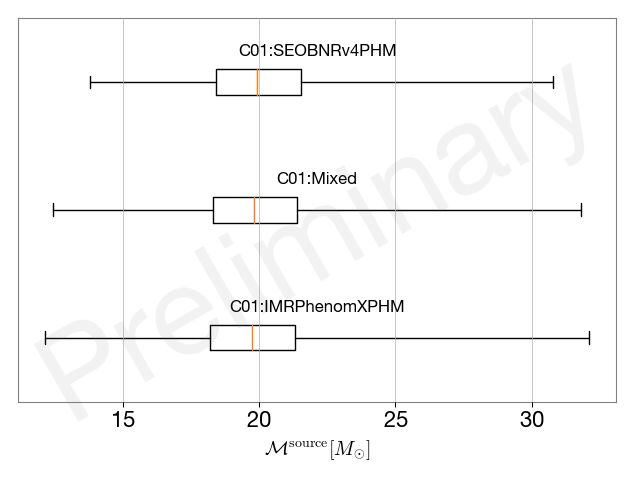 C01:SEOBNRv4PHM
C01:Mixed
C01:IMRPhenomXPHM
Preliminary
15 20 25 30
ℳ^source [M_⊙]